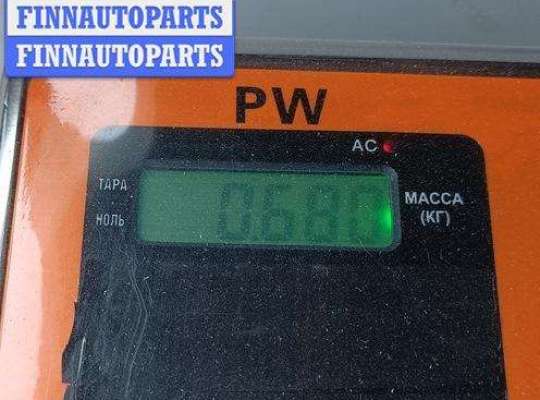 FINNAUTOPARTS
FINNAUTOPARTS
PW
AC
ТАРА
НОЛЬ
0.680
МАССА
(КГ)